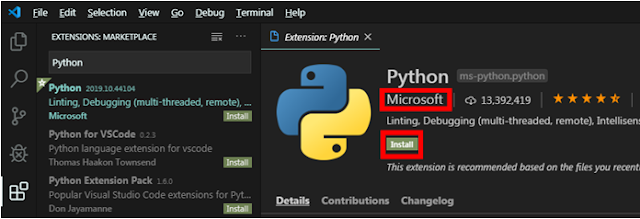 File Edit Selection View Go Debug Terminal Help
EXTENSIONS: MARKETPLACE
Python
Python 2019.10.44104
Linting, Debugging (multi-threaded, remote), ...
Microsoft Install
Python for VSCode 0.2.3
Python language extension for vscode
Thomas Haakon Townsend Install
Python Extension Pack 1.6.0
Popular Visual Studio Code extensions for Pyt...
Don Jayamanne Install
Extension: Python
Python ms-python.python
Microsoft 13,392,419
Linting, Debugging (multi-threaded, remote), Intellisens
Install
This extension is recommended based on the files you recent
Details Contributions Changelog